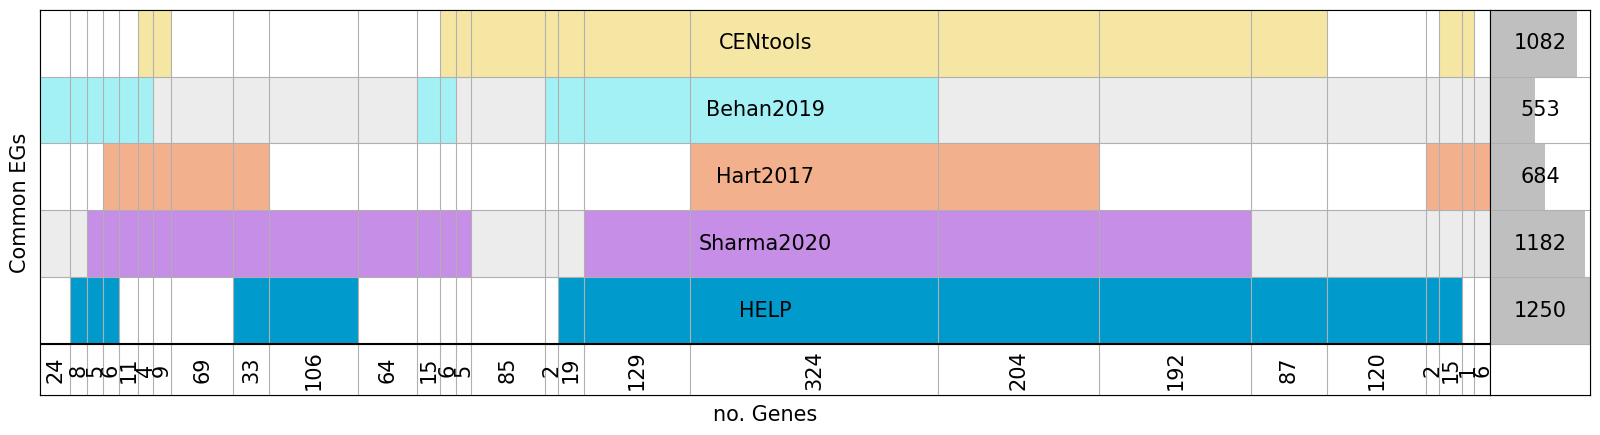 CENtools 1082
Behan2019 553
Hart2017 684
Sharma2020 1182
HELP 1250
Common EGs
24 8 5 6 11 4 9 69 33 106 64 15 6 5 85 2 19 129 324 204 192 87 120 2 15 1 6
no. Genes